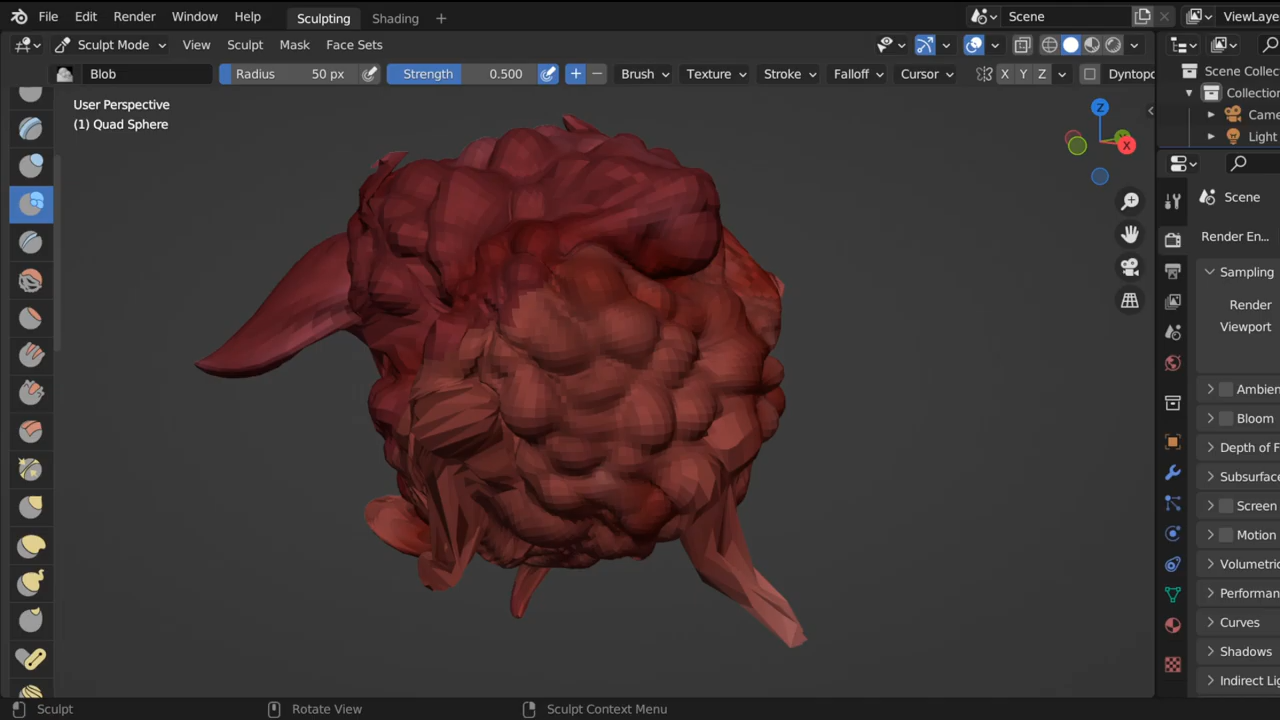 File Edit Render Window Help Sculpting Shading + Scene ViewLaye
Sculpt Mode View Sculpt Mask Face Sets
Blob Radius 50 px Strength 0.500 + − Brush Texture Stroke Falloff Cursor X Y Z Dyntopo
User Perspective
(1) Quad Sphere
Z
X
Scene Collec
Collection
Came
Light
Scene
Render En...
Sampling
Render
Viewport
Ambien
Bloom
Depth of F
Subsurface
Screen
Motion
Volumetric
Performan
Curves
Shadows
Indirect Lig
Sculpt Rotate View Sculpt Context Menu